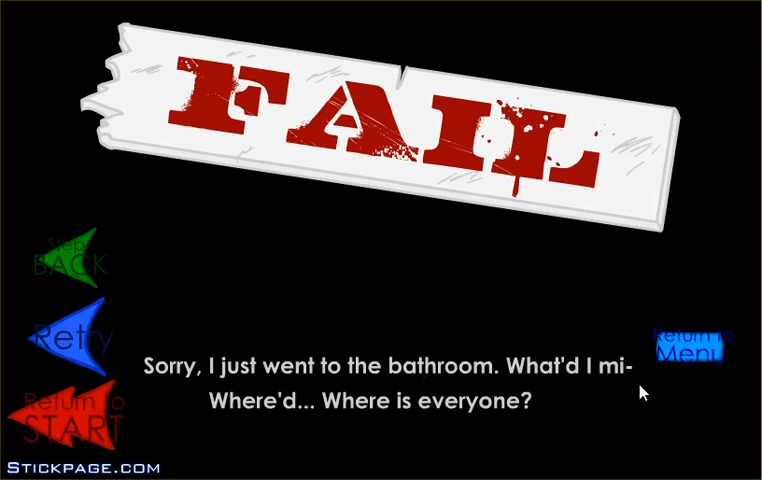 FAIL
Step
BACK
Retry
Return to
START
Sorry, I just went to the bathroom. What'd I mi-
Where'd... Where is everyone?
Return to
Menu
STICKPAGE.COM